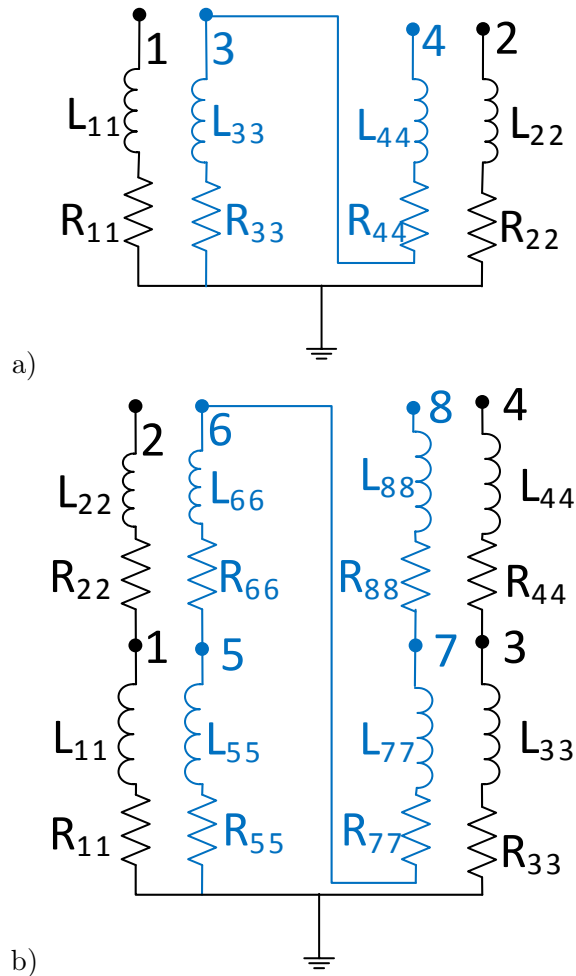 1 3 4 2
L11 L33 L44 L22
R11 R33 R44 R22
a)
2 6 8 4
L22 L66 L88 L44
R22 R66 R88 R44
1 5 7 3
L11 L55 L77 L33
R11 R55 R77 R33
b)